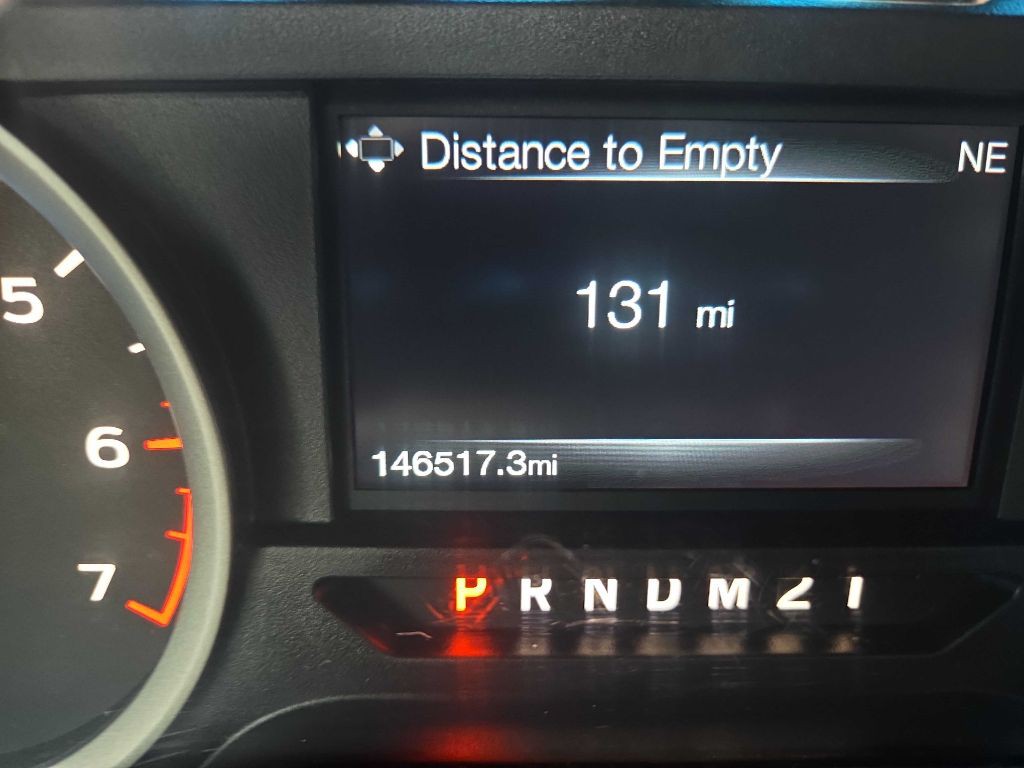 Distance to Empty NE
5
131 mi
6
146517.3mi
7
P R N D M 2 1